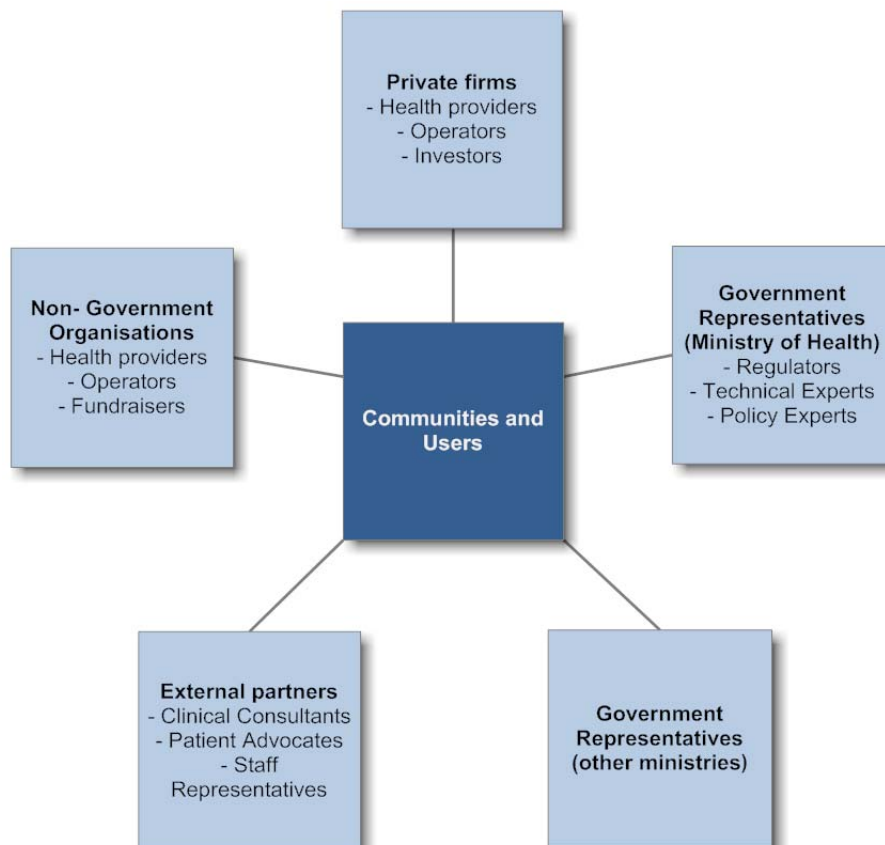 Private firms
- Health providers
- Operators
- Investors
Non- Government
Organisations
- Health providers
- Operators
- Fundraisers
Government
Representatives
(Ministry of Health)
- Regulators
- Technical Experts
- Policy Experts
Communities and
Users
External partners
- Clinical Consultants
- Patient Advocates
- Staff
Representatives
Government
Representatives
(other ministries)